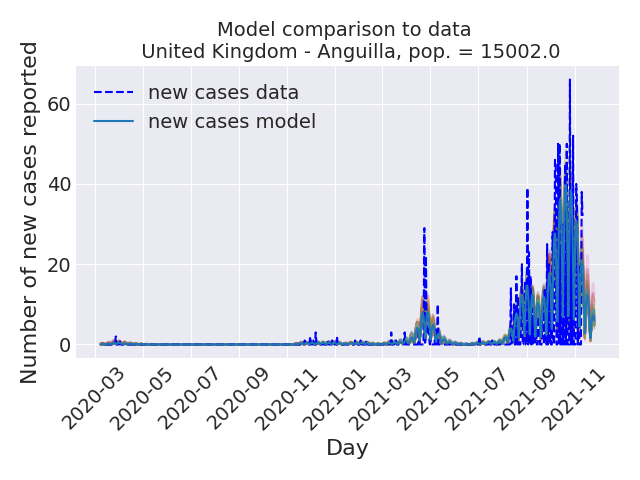 Model comparison to data
United Kingdom - Anguilla, pop. = 15002.0
Number of new cases reported
60
40
20
0
new cases data
new cases model
2020-03
2020-05
2020-07
2020-09
2020-11
2021-01
2021-03
2021-05
2021-07
2021-09
2021-11
Day